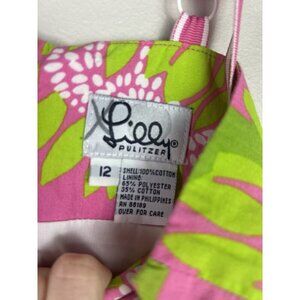 Lilly®
PULITZER
12
SHELL:100%COTTON
LINING:
65% POLYESTER
35% COTTON
MADE IN PHILIPPINES
RN 86189
OVER FOR CARE